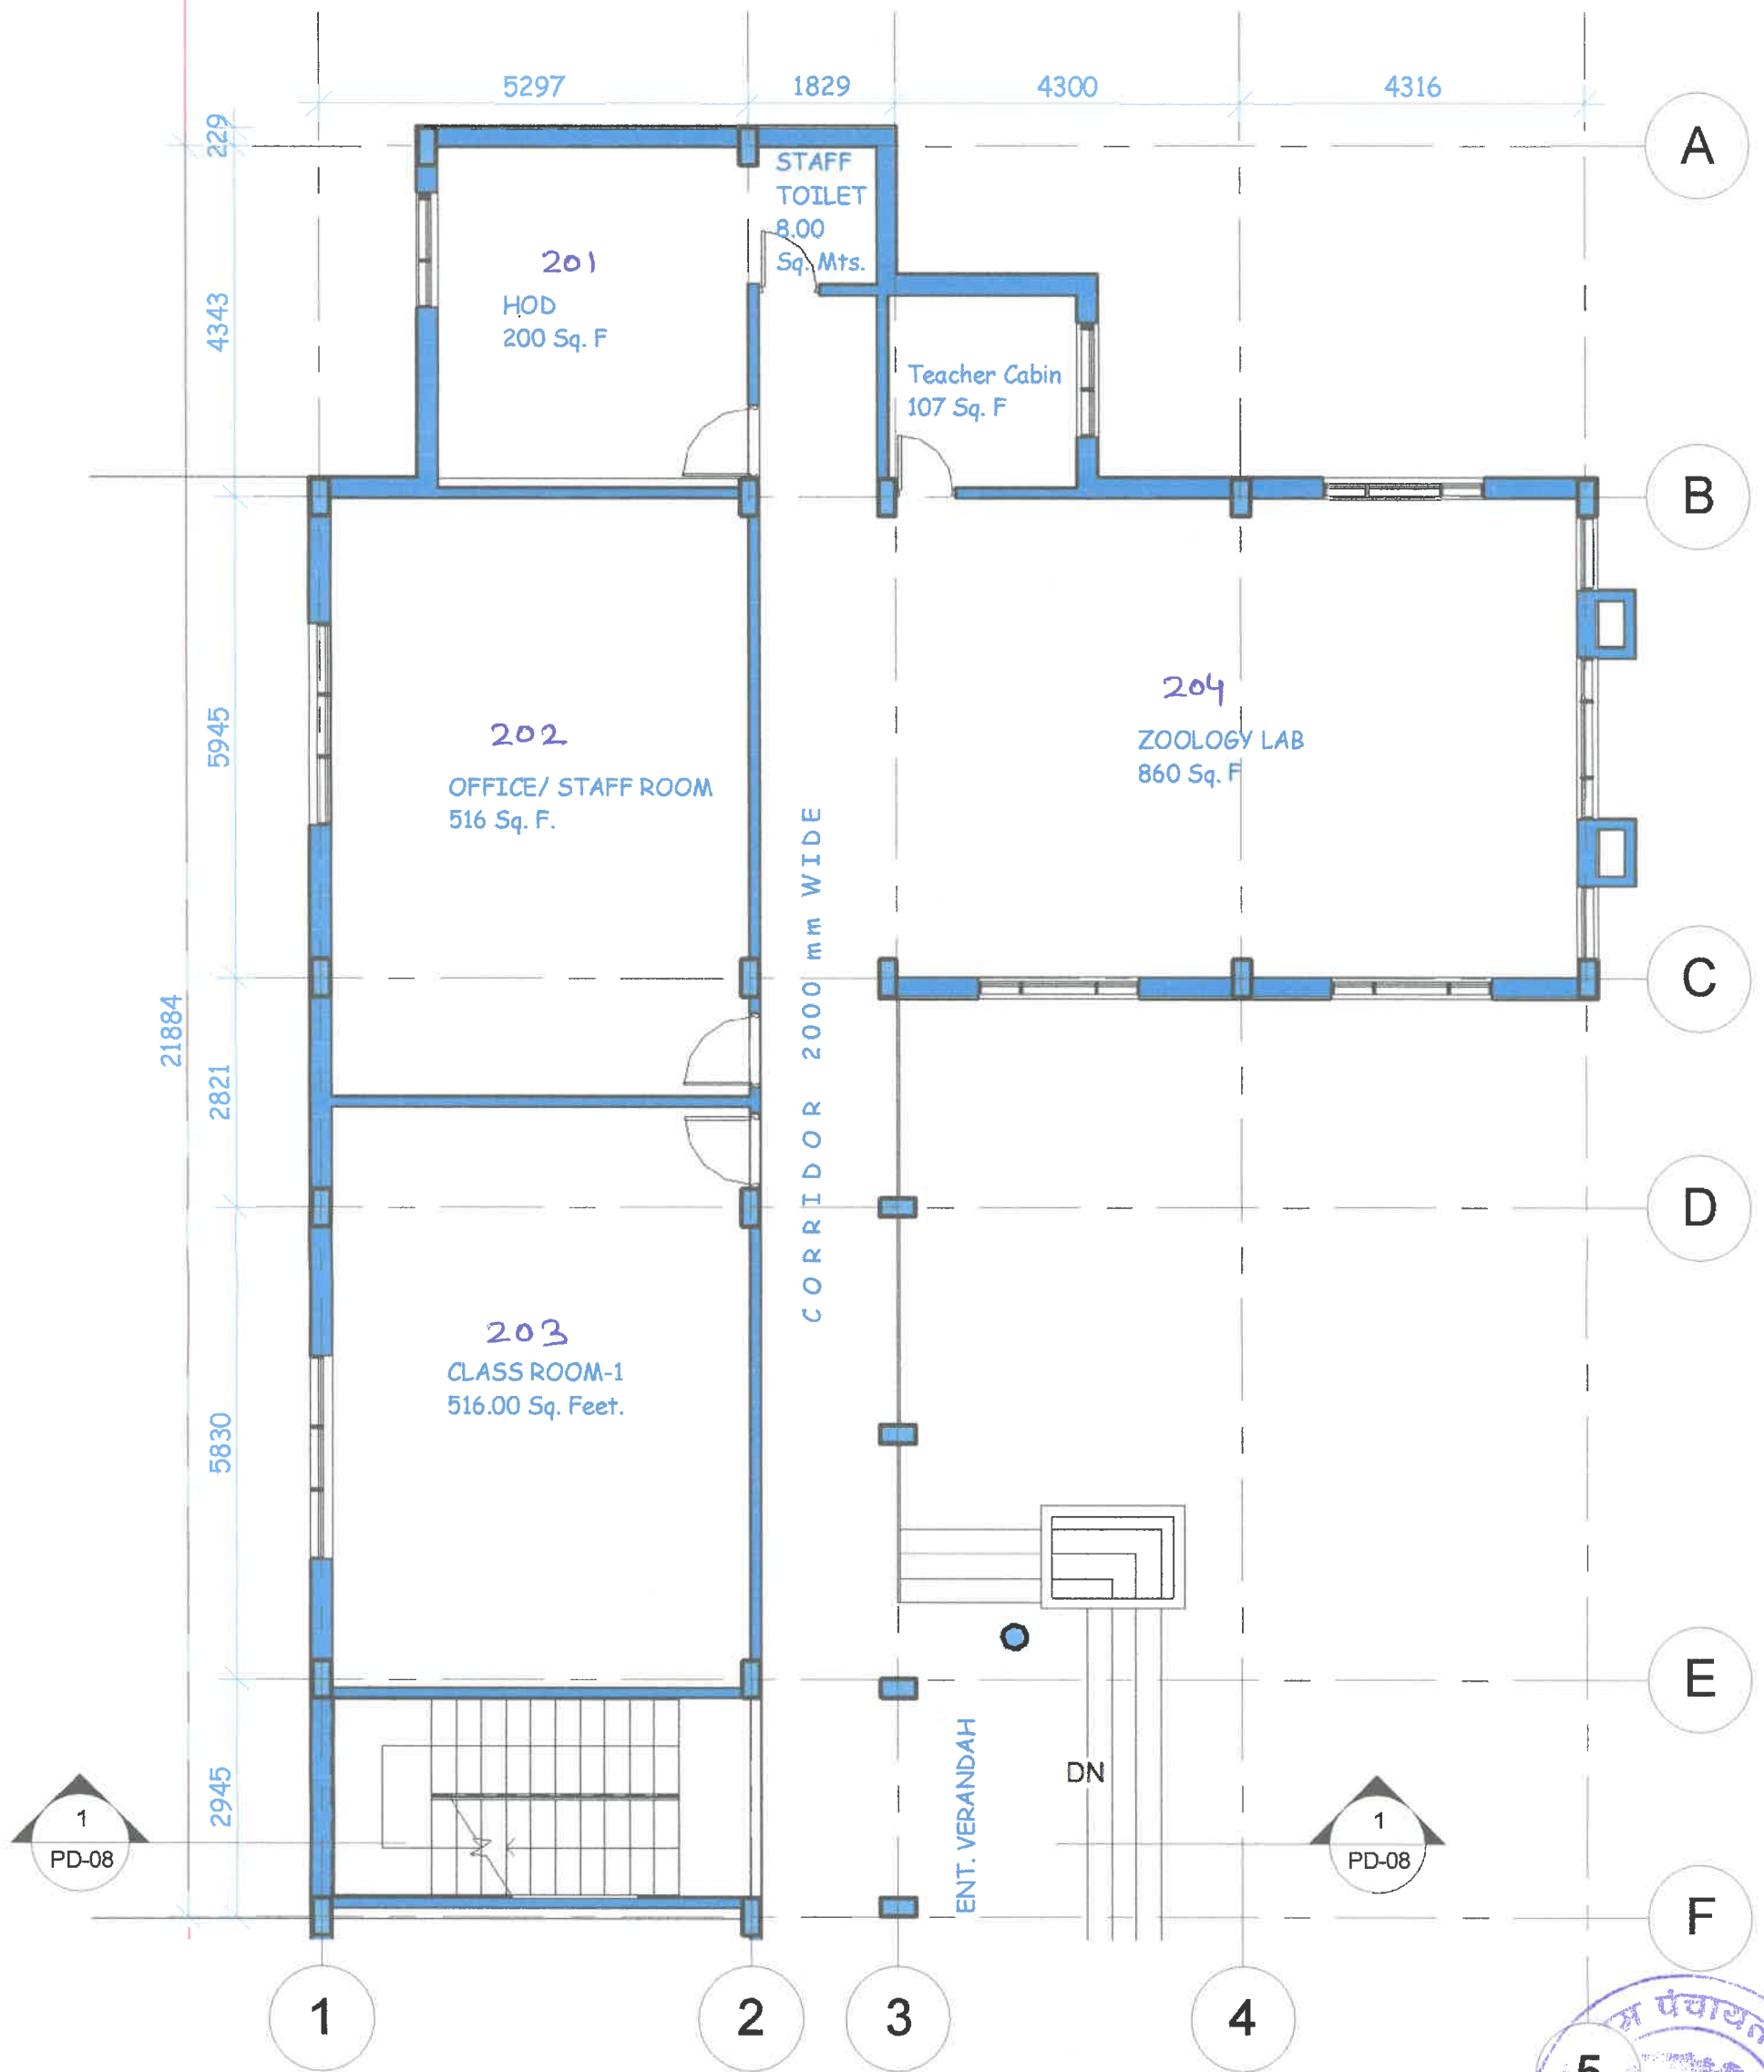 5297
1829
4300
4316
229
A
STAFF
TOILET
8.00
Sq. Mts.
201
HOD
200 Sq. F
4343
Teacher Cabin
107 Sq. F
B
204
ZOOLOGY LAB
860 Sq. F
202
OFFICE/ STAFF ROOM
516 Sq. F.
5945
CORRIDOR 2000 mm WIDE
C
21884
2821
D
203
CLASS ROOM-1
516.00 Sq. Feet.
5830
E
ENT. VERANDAH
DN
2945
1
PD-08
1
PD-08
F
1
2
3
4
5
पंचायत